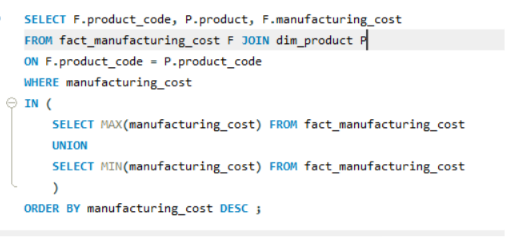 SELECT F.product_code, P.product, F.manufacturing_cost
FROM fact_manufacturing_cost F JOIN dim_product P
ON F.product_code = P.product_code
WHERE manufacturing_cost
IN (
SELECT MAX(manufacturing_cost) FROM fact_manufacturing_cost
UNION
SELECT MIN(manufacturing_cost) FROM fact_manufacturing_cost
)
ORDER BY manufacturing_cost DESC ;